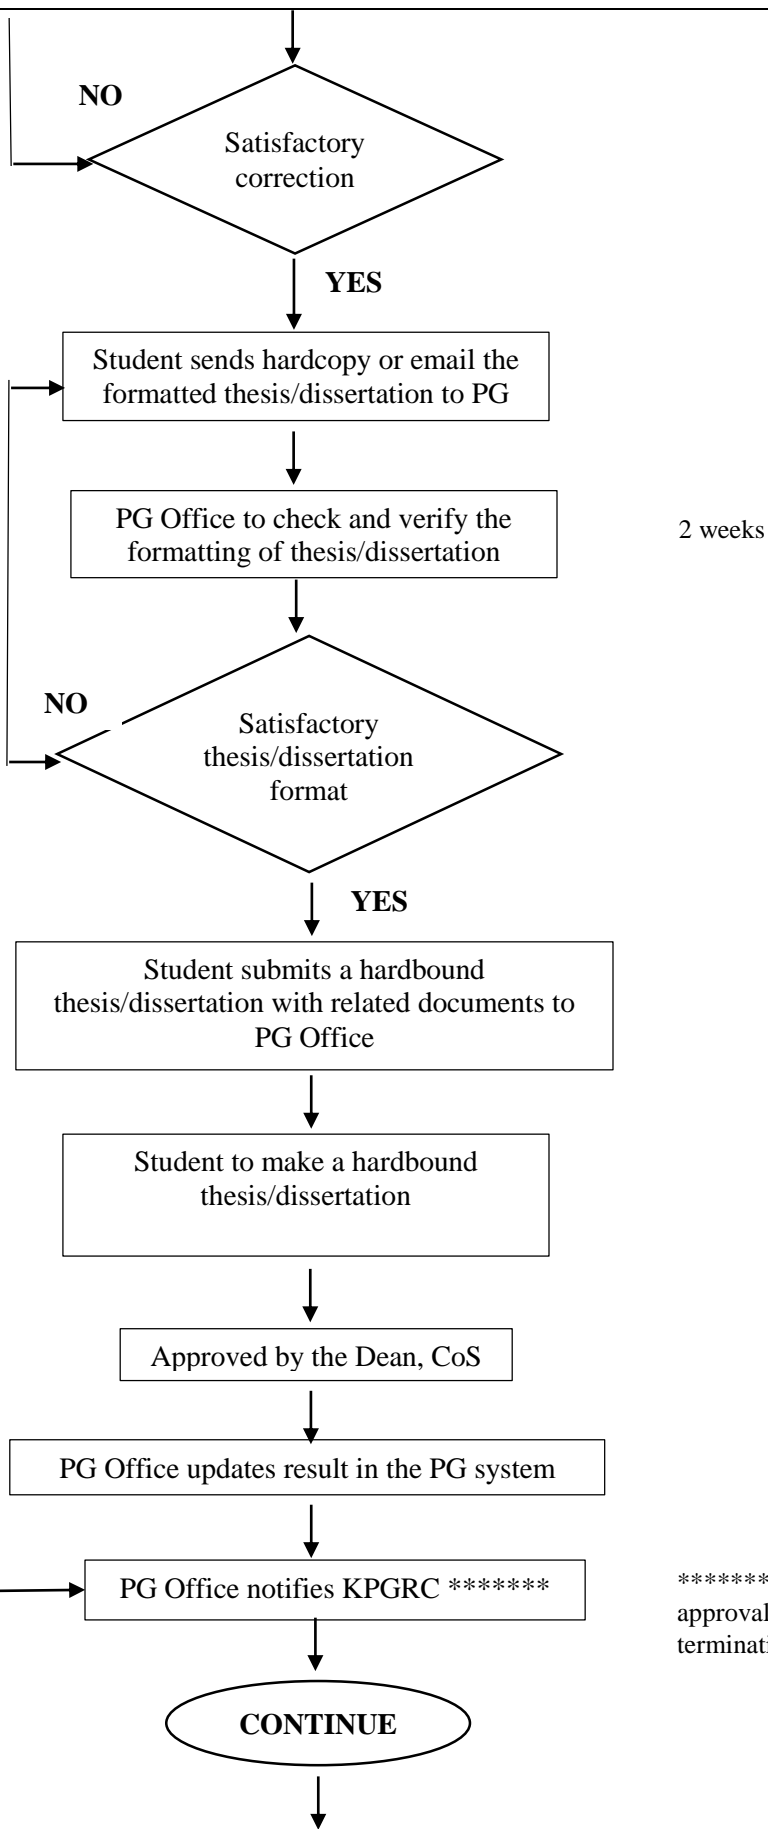 NO
Satisfactory
correction
YES
Student sends hardcopy or email the
formatted thesis/dissertation to PG
PG Office to check and verify the
formatting of thesis/dissertation
2 weeks
NO
Satisfactory
thesis/dissertation
format
YES
Student submits a hardbound
thesis/dissertation with related documents to
PG Office
Student to make a hardbound
thesis/dissertation
Approved by the Dean, CoS
PG Office updates result in the PG system
PG Office notifies KPGRC *******
*******
approval
terminati
CONTINUE